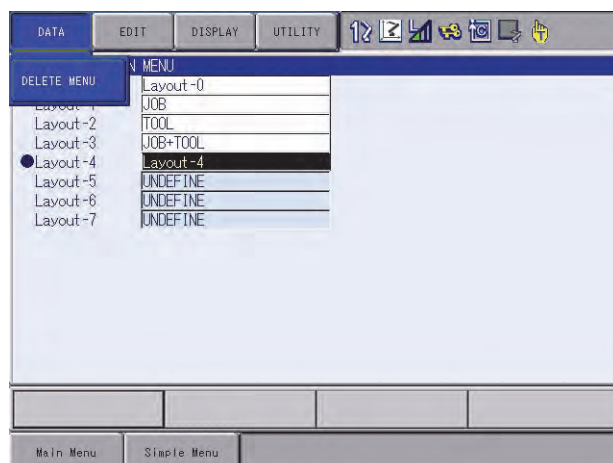 DATA EDIT DISPLAY UTILITY
N MENU
DELETE MENU
Layout-0
JOB
Layout-2 TOOL
Layout-3 JOB+TOOL
Layout-4 Layout-4
Layout-5 UNDEFINE
Layout-6 UNDEFINE
Layout-7 UNDEFINE
Main Menu Simple Menu